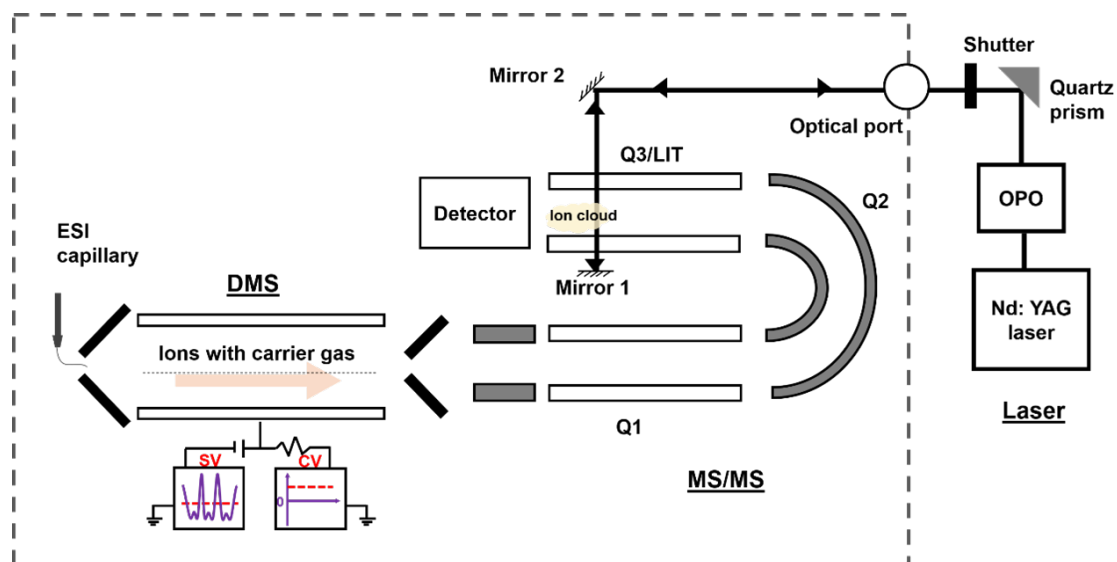 Shutter
Mirror 2
Quartz
prism
Optical port
Q3/LIT
OPO
Detector
Ion cloud
Q2
ESI
capillary
Mirror 1
DMS
Nd: YAG
laser
Ions with carrier gas
Laser
Q1
SV
CV
0
MS/MS